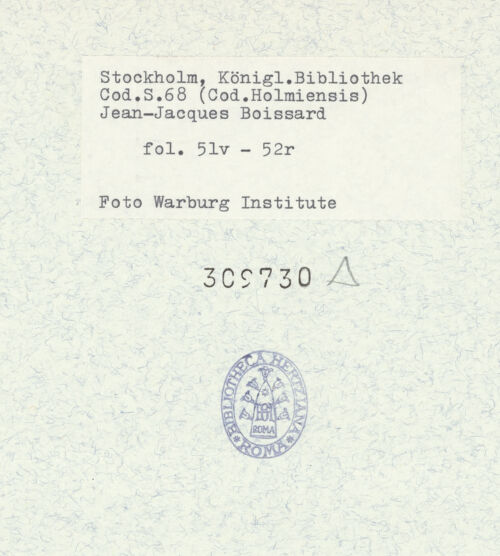 Stockholm, Königl.Bibliothek
Cod.S.68 (Cod.Holmiensis)
Jean-Jacques Boissard
fol. 51v - 52r
Foto Warburg Institute
309730 Δ
BIBLIOTHECA HERTZIANA
ROMA
ROMA